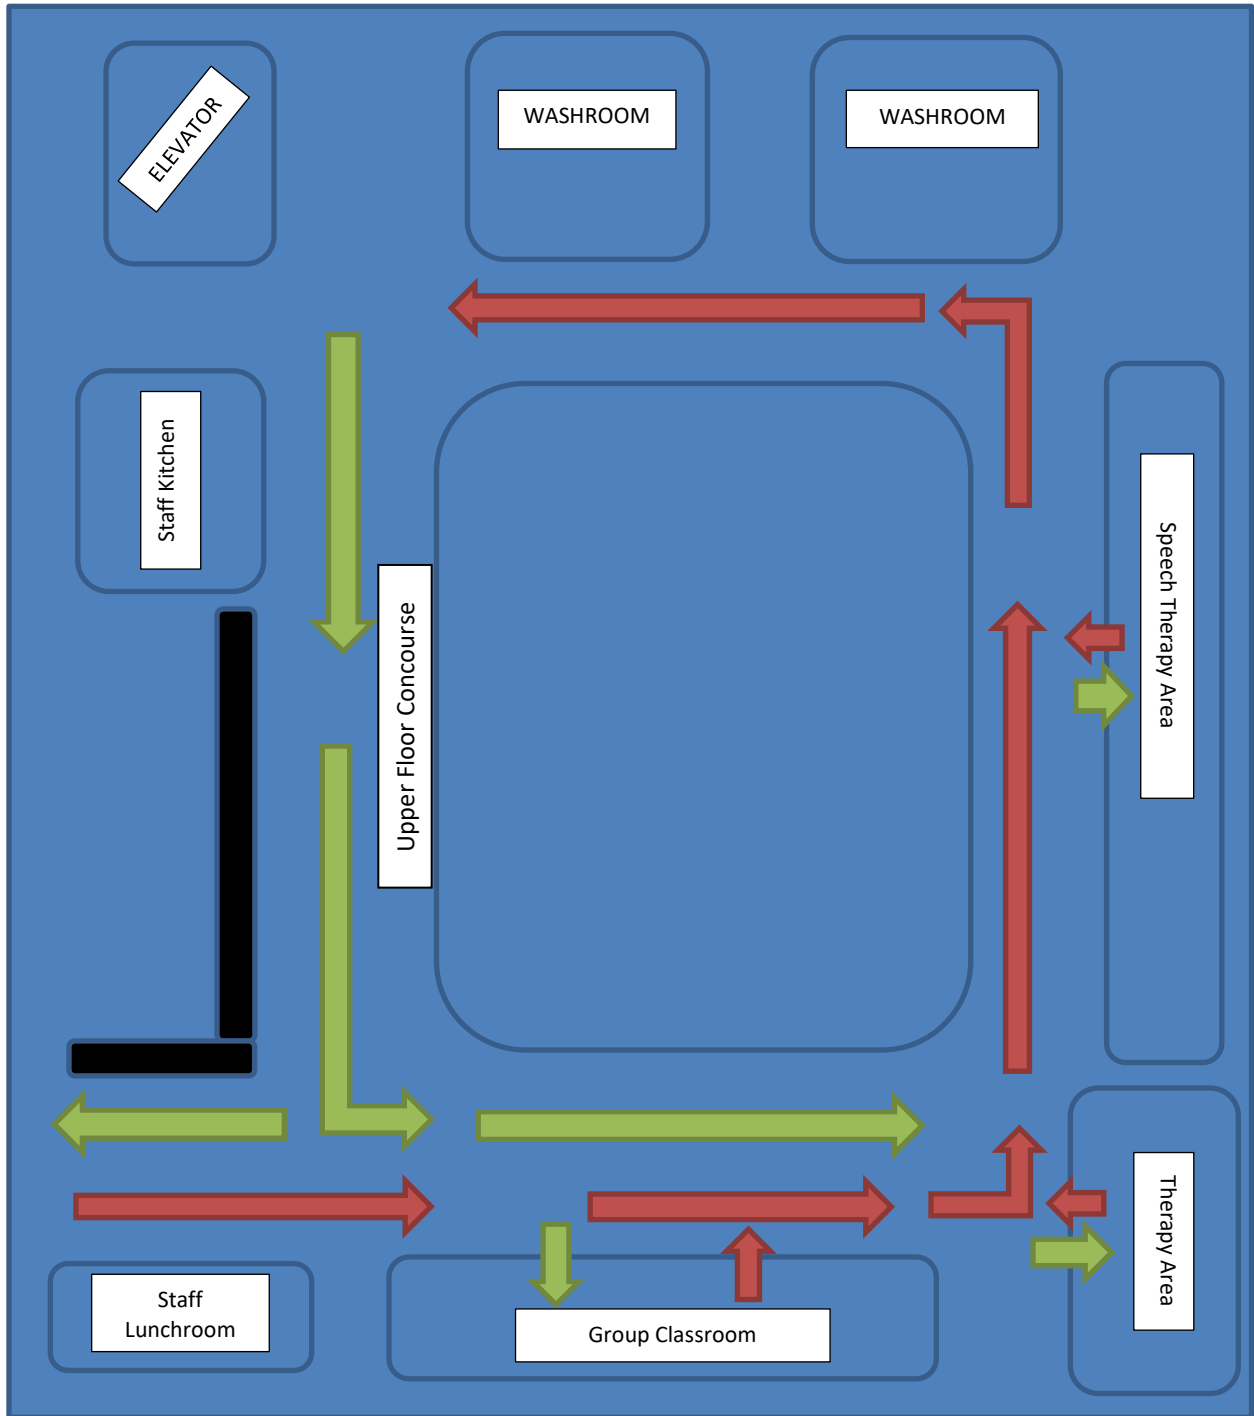 ELEVATOR
WASHROOM
WASHROOM
Staff Kitchen
Upper Floor Concourse
Speech Therapy Area
Therapy Area
Staff
Lunchroom
Group Classroom